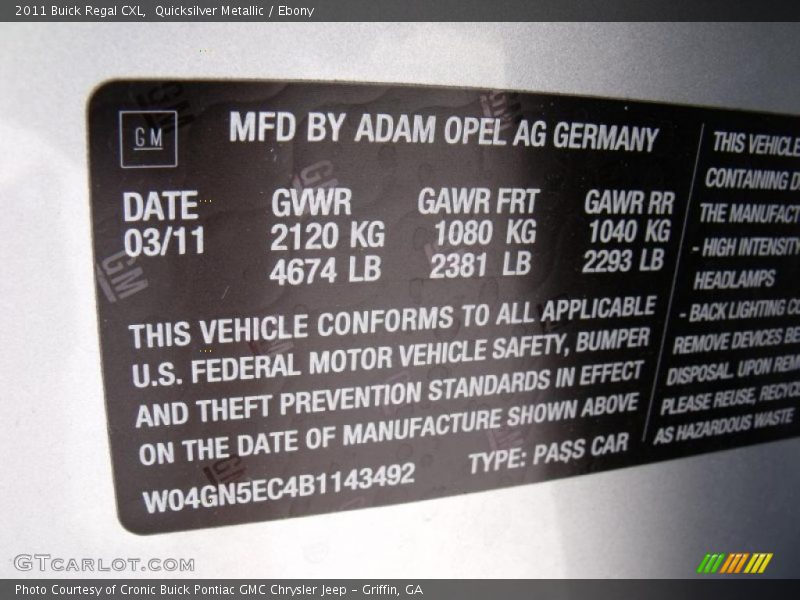 2011 Buick Regal CXL, Quicksilver Metallic / Ebony
GM
MFD BY ADAM OPEL AG GERMANY
DATE GVWR GAWR FRT GAWR RR
03/11 2120 KG 1080 KG 1040 KG
4674 LB 2381 LB 2293 LB
THIS VEHICLE CONFORMS TO ALL APPLICABLE
U.S. FEDERAL MOTOR VEHICLE SAFETY, BUMPER
AND THEFT PREVENTION STANDARDS IN EFFECT
ON THE DATE OF MANUFACTURE SHOWN ABOVE
W04GN5EC4B1143492 TYPE: PASS CAR
THIS VEHICLE
CONTAINING
THE
- HIGH INTENSITY
HEADLAMPS
- BACK LIGHTING
REMOVE DEVICES
DISPOSAL UPON
PLEASE REUSE,
AS HAZARDOUS WASTE
GTCARLOT.COM
Photo Courtesy of Cronic Buick Pontiac GMC Chrysler Jeep - Griffin, GA